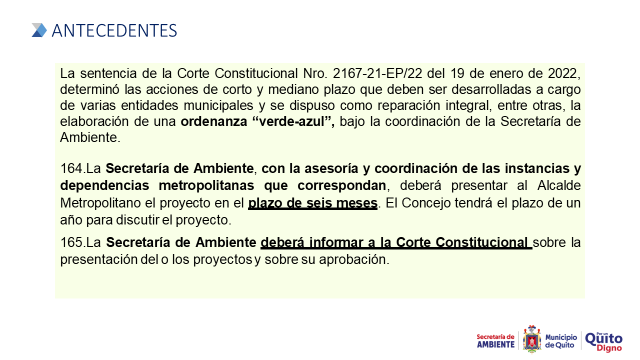 ANTECEDENTES
La sentencia de la Corte Constitucional Nro. 2167-21-EP/22 del 19 de enero de 2022,
determinó las acciones de corto y mediano plazo que deben ser desarrolladas a cargo
de varias entidades municipales y se dispuso como reparación integral, entre otras, la
elaboración de una ordenanza “verde-azul”, bajo la coordinación de la Secretaría de
Ambiente.
164.La Secretaría de Ambiente, con la asesoría y coordinación de las instancias y
dependencias metropolitanas que correspondan, deberá presentar al Alcalde
Metropolitano el proyecto en el plazo de seis meses. El Concejo tendrá el plazo de un
año para discutir el proyecto.
165.La Secretaría de Ambiente deberá informar a la Corte Constitucional sobre la
presentación del o los proyectos y sobre su aprobación.
Secretaría de
AMBIENTE
Municipio
de Quito
Por un
Quito
Digno